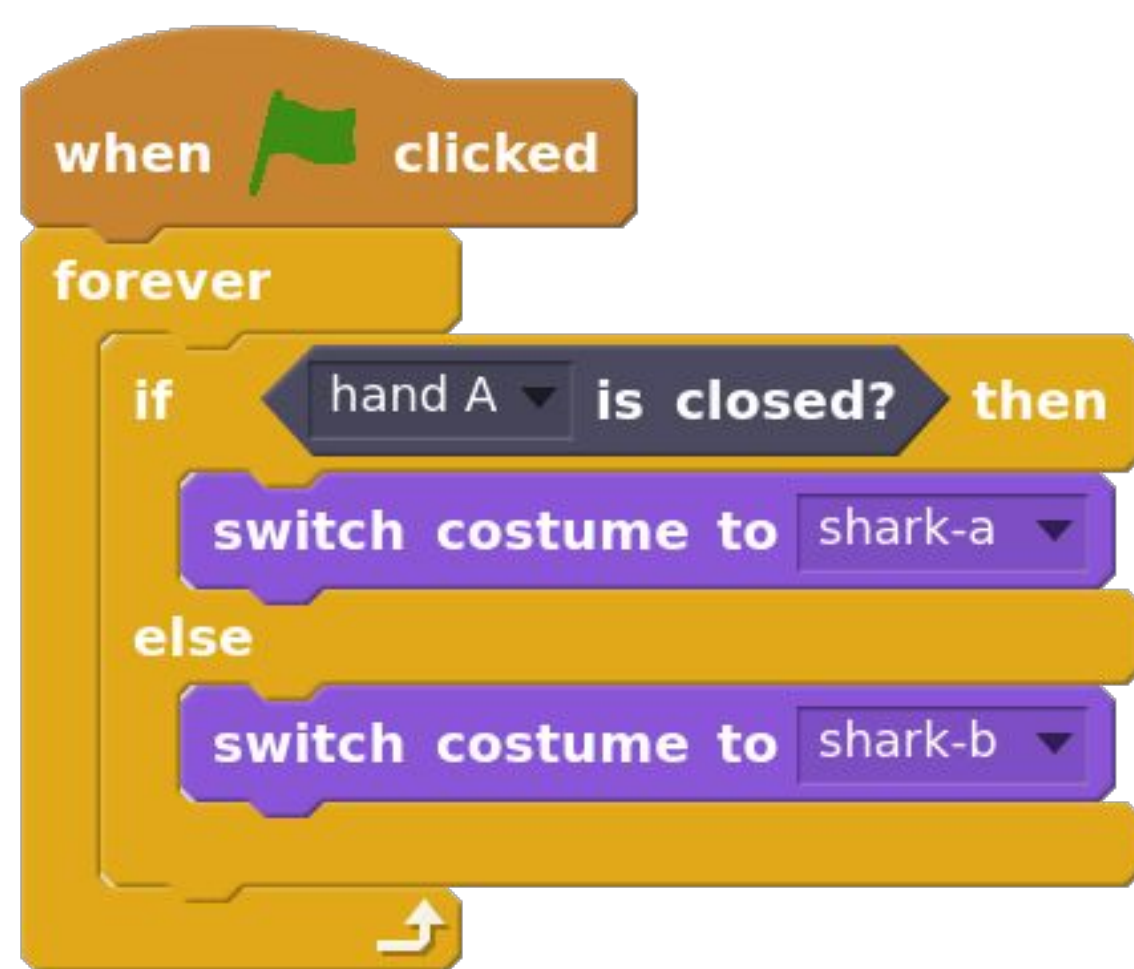 when clicked
forever
if hand A is closed? then
switch costume to shark-a
else
switch costume to shark-b